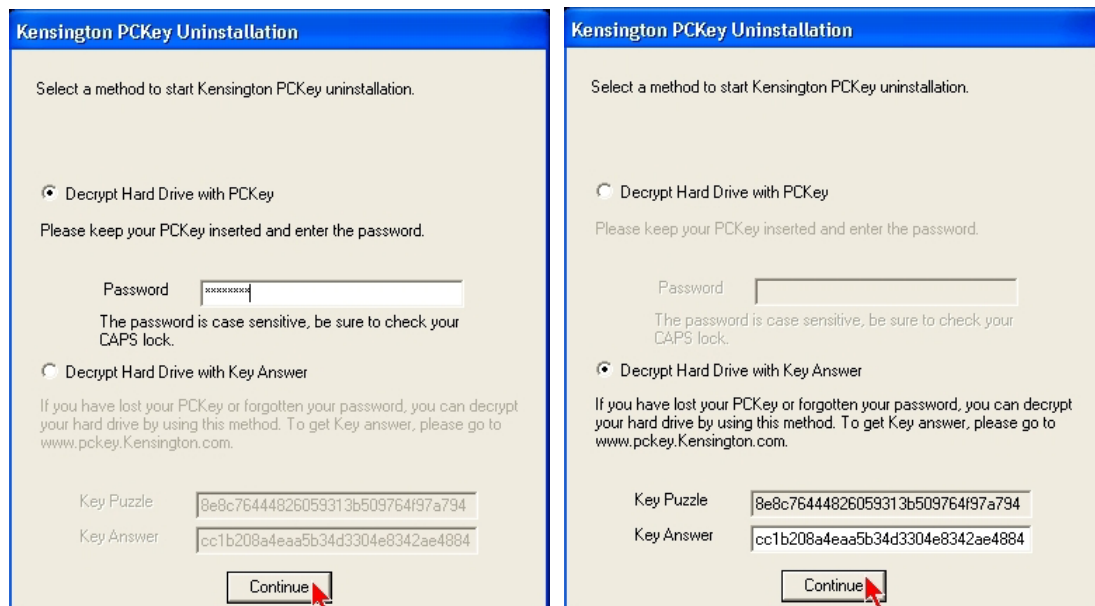 Kensington PCKey Uninstallation
Select a method to start Kensington PCKey uninstallation.
Decrypt Hard Drive with PCKey
Please keep your PCKey inserted and enter the password.
Password
********
The password is case sensitive, be sure to check your
CAPS lock.
Decrypt Hard Drive with Key Answer
If you have lost your PCKey or forgotten your password, you can decrypt
your hard drive by using this method. To get Key answer, please go to
www.pckey.Kensington.com.
Key Puzzle
8e8c76444826059313b509764f97a794
Key Answer
cc1b208a4eaa5b34d3304e8342ae4884
Continue
Kensington PCKey Uninstallation
Select a method to start Kensington PCKey uninstallation.
Decrypt Hard Drive with PCKey
Please keep your PCKey inserted and enter the password.
Password
The password is case sensitive, be sure to check your
CAPS lock.
Decrypt Hard Drive with Key Answer
If you have lost your PCKey or forgotten your password, you can decrypt
your hard drive by using this method. To get Key answer, please go to
www.pckey.Kensington.com.
Key Puzzle
8e8c76444826059313b509764f97a794
Key Answer
cc1b208a4eaa5b34d3304e8342ae4884
Continue